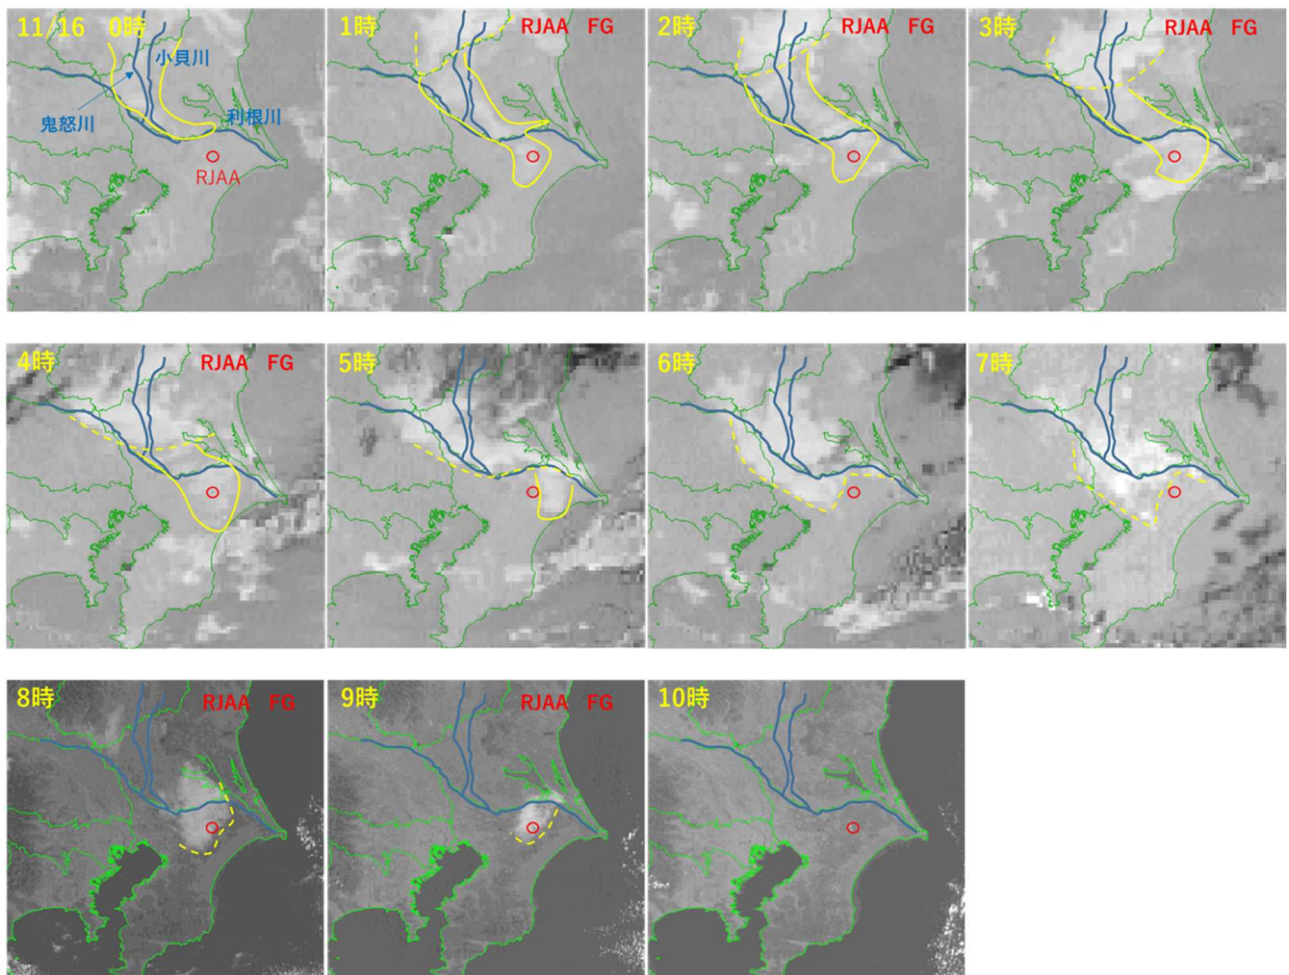 11/16 0時
小貝川
鬼怒川
利根川
RJAA
1時 RJAA FG
2時 RJAA FG
3時 RJAA FG
4時 RJAA FG
5時
6時
7時
8時 RJAA FG
9時 RJAA FG
10時